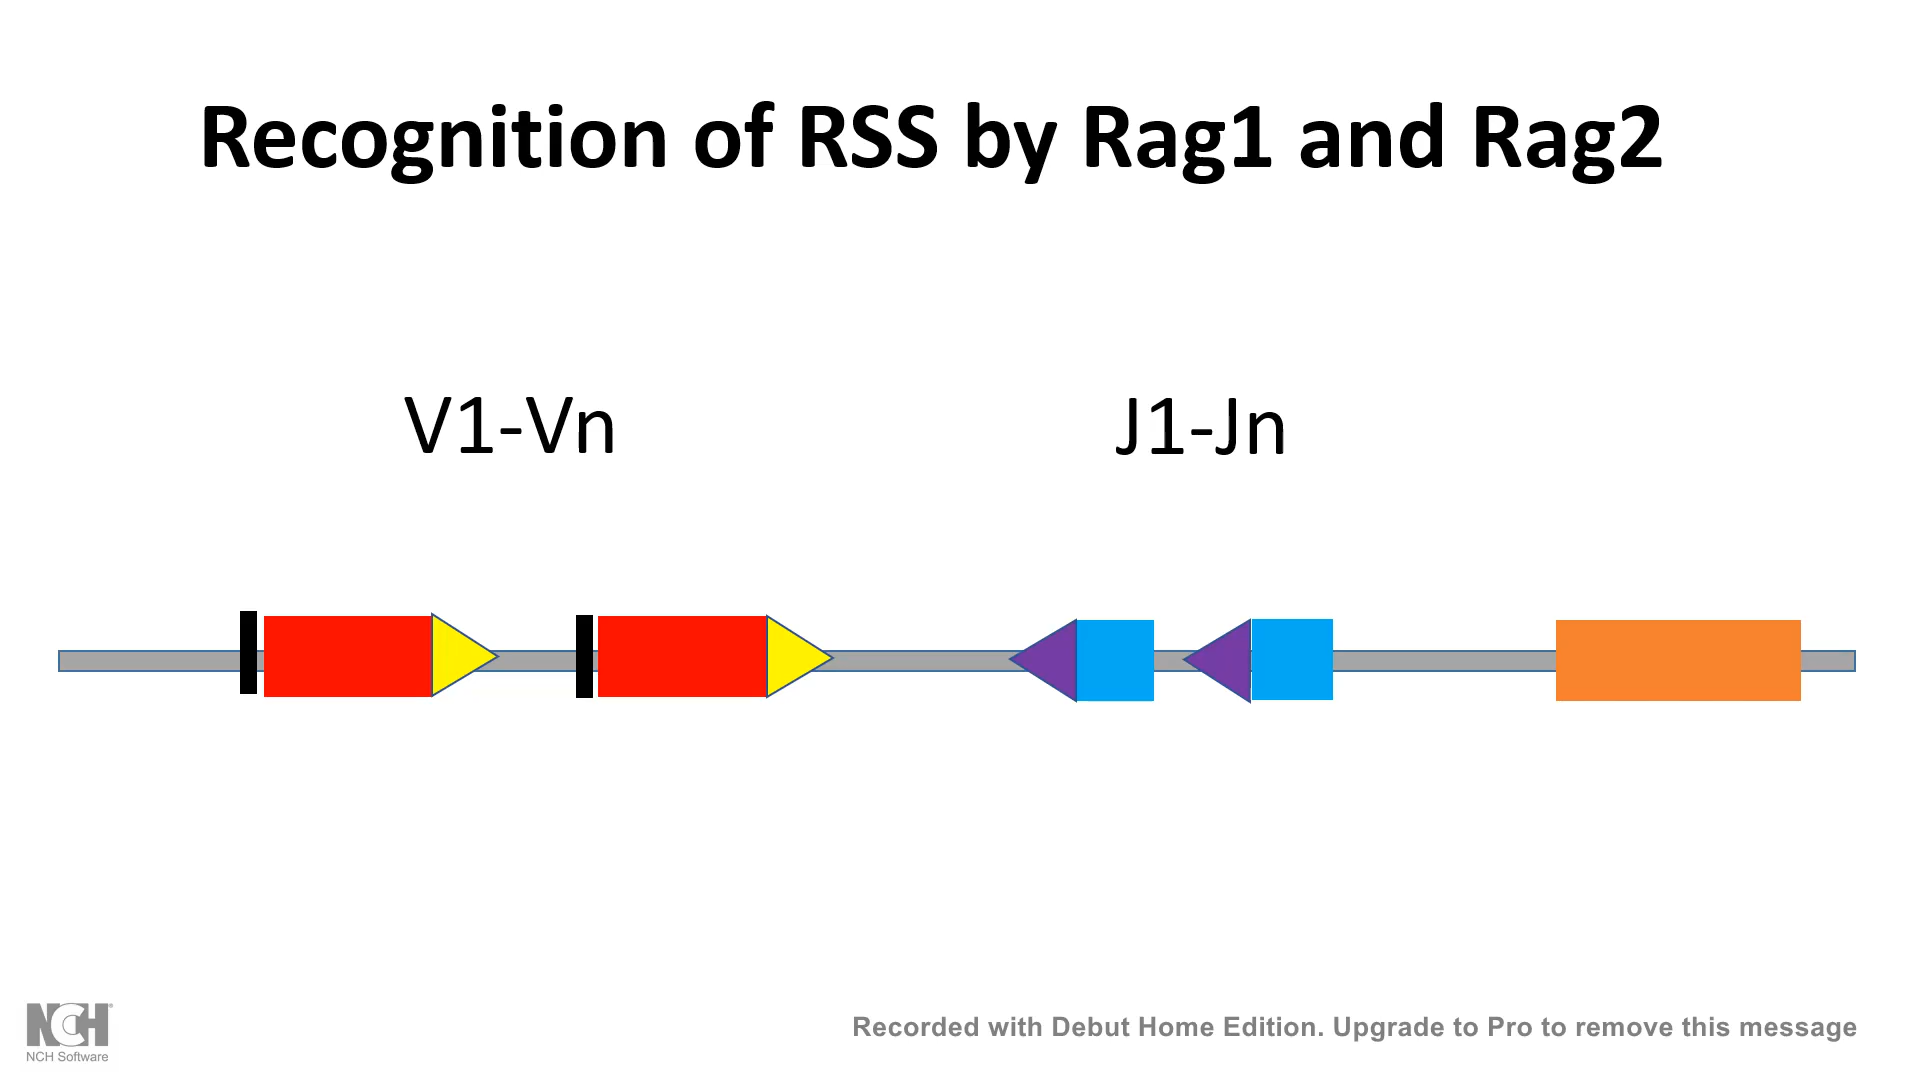 Recognition of RSS by Rag1 and Rag2
V1-Vn
J1-Jn
NCH
NCH Software
Recorded with Debut Home Edition. Upgrade to Pro to remove this message